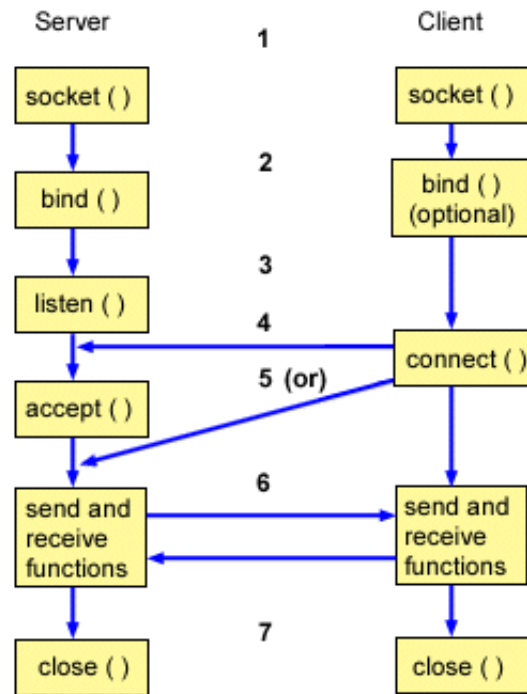 Server
1
Client
socket ( )
socket ( )
2
bind ( )
bind ( )
(optional)
3
listen ( )
4
connect ( )
5 (or)
accept ( )
6
send and
receive
functions
send and
receive
functions
7
close ( )
close ( )